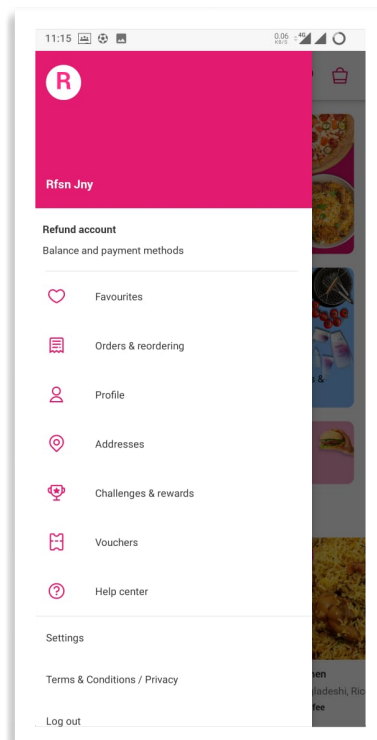 11:15
0.06
KB/S
4G
R
Rfsn Jny
Refund account
Balance and payment methods
Favourites
Orders & reordering
Profile
s &
Addresses
Challenges & rewards
Vouchers
Help center
Settings
Terms & Conditions / Privacy
Log out